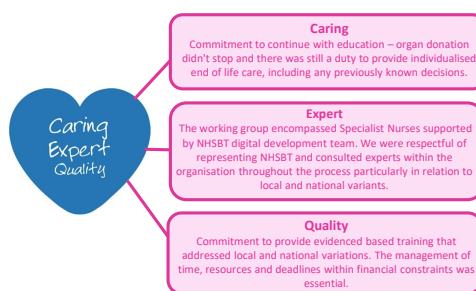 Caring
Expert
Quality
Caring
Commitment to continue with education – organ donation
didn't stop and there was still a duty to provide individualised
end of life care, including any previously known decisions.
Expert
The working group encompassed Specialist Nurses supported
by NHSBT digital development team. We were respectful of
representing NHSBT and consulted experts within the
organisation throughout the process particularly in relation to
local and national variants.
Quality
Commitment to provide evidenced based training that
addressed local and national variations. The management of
time, resources and deadlines within financial constraints was
essential.